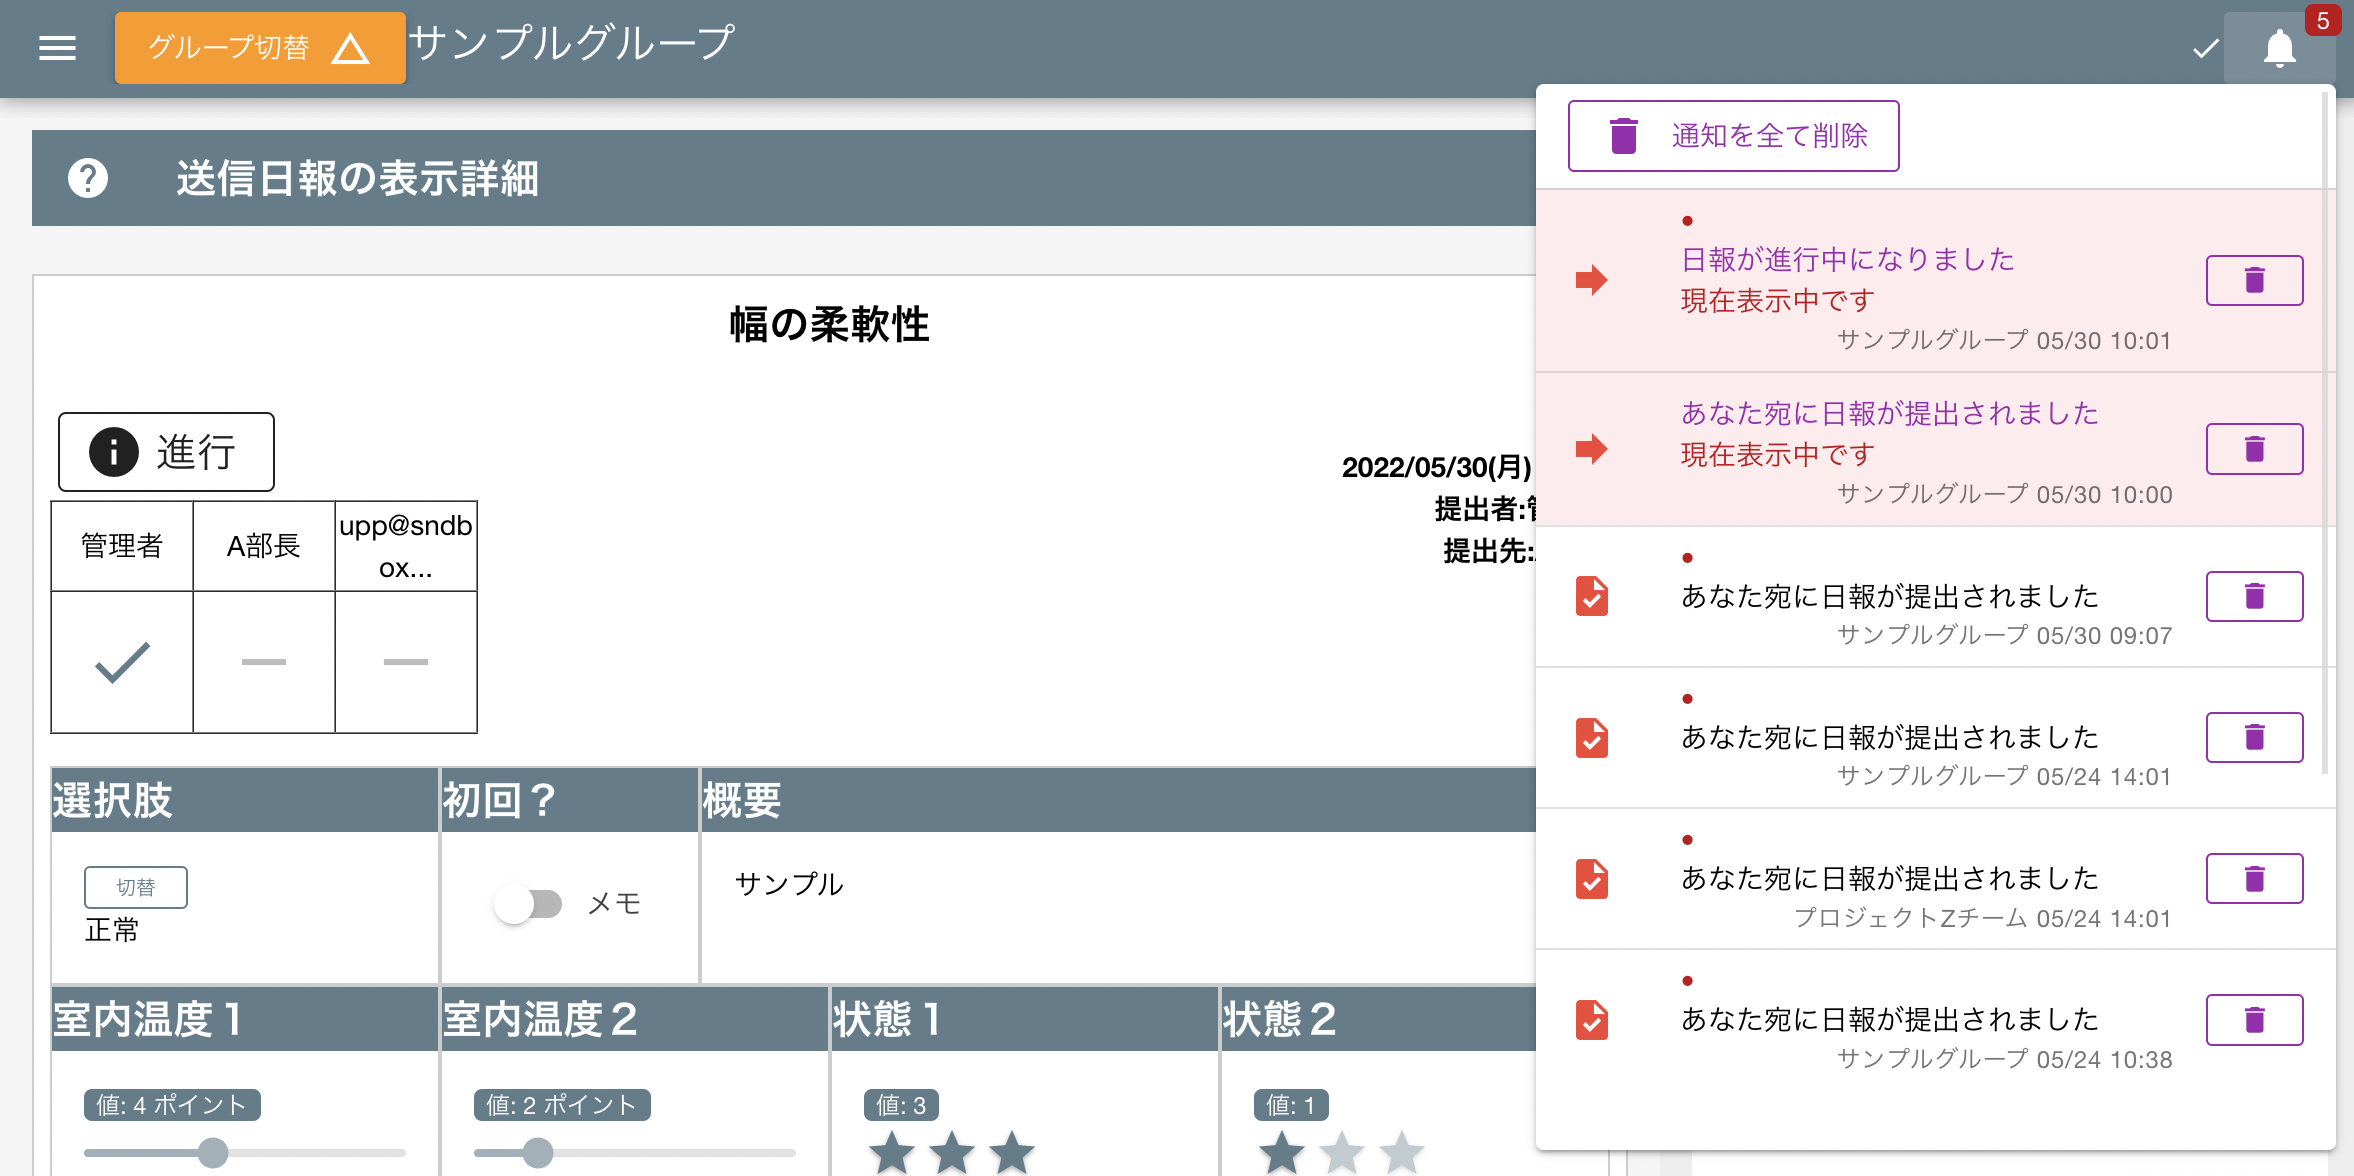 グループ切替
サンプルグループ
5
送信日報の表示詳細
幅の柔軟性
進行
2022/05/30(月)
提出者:
提出先:
管理者
A部長
upp@sndb
ox...
選択肢
初回？
概要
切替
正常
メモ
サンプル
室内温度１
室内温度２
状態１
状態２
値: 4 ポイント
値: 2 ポイント
値: 3
値: 1
通知を全て削除
日報が進行中になりました
現在表示中です
サンプルグループ 05/30 10:01
あなた宛に日報が提出されました
現在表示中です
サンプルグループ 05/30 10:00
あなた宛に日報が提出されました
サンプルグループ 05/30 09:07
あなた宛に日報が提出されました
サンプルグループ 05/24 14:01
あなた宛に日報が提出されました
プロジェクトZチーム 05/24 14:01
あなた宛に日報が提出されました
サンプルグループ 05/24 10:38